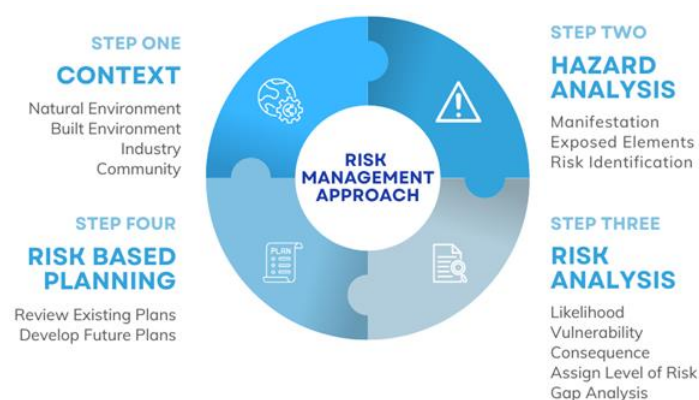 STEP ONE
CONTEXT
Natural Environment
Built Environment
Industry
Community
STEP TWO
HAZARD
ANALYSIS
Manifestation
Exposed Elements
Risk Identification
RISK
MANAGEMENT
APPROACH
PLAN
STEP FOUR
RISK BASED
PLANNING
Review Existing Plans
Develop Future Plans
STEP THREE
RISK
ANALYSIS
Likelihood
Vulnerability
Consequence
Assign Level of Risk
Gap Analysis